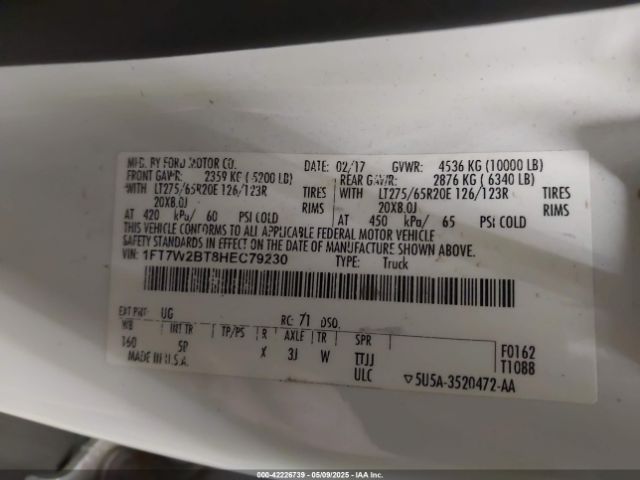 MFG. BY FORD MOTOR CO. DATE: 02/17 GVWR: 4536 KG (10000 LB)
FRONT GAWR: 2359 KG ( 5200 LB) REAR GAWR: 2876 KG ( 6340 LB)
WITH LT275/65R20E 126/123R TIRES WITH LT275/65R20E 126/123R TIRES
20X8.0J RIMS 20X8.0J RIMS
AT 420 kPa/ 60 PSI COLD AT 450 kPa/ 65 PSI COLD
THIS VEHICLE CONFORMS TO ALL APPLICABLE FEDERAL MOTOR VEHICLE
SAFETY STANDARDS IN EFFECT ON THE DATE OF MANUFACTURE SHOWN ABOVE.
VIN: 1FT7W2BT8HEC79230 TYPE: Truck
EXT PNT: UG RC: 71 DSO:
WB INT TR TP/PS R AXLE TR SPR F0162
160 5P X 3J W TTJJ T1088
MADE IN U.S.A. ULC ▽5U5A-3520472-AA
000-42226739 - 05/09/2025 - IAA Inc.